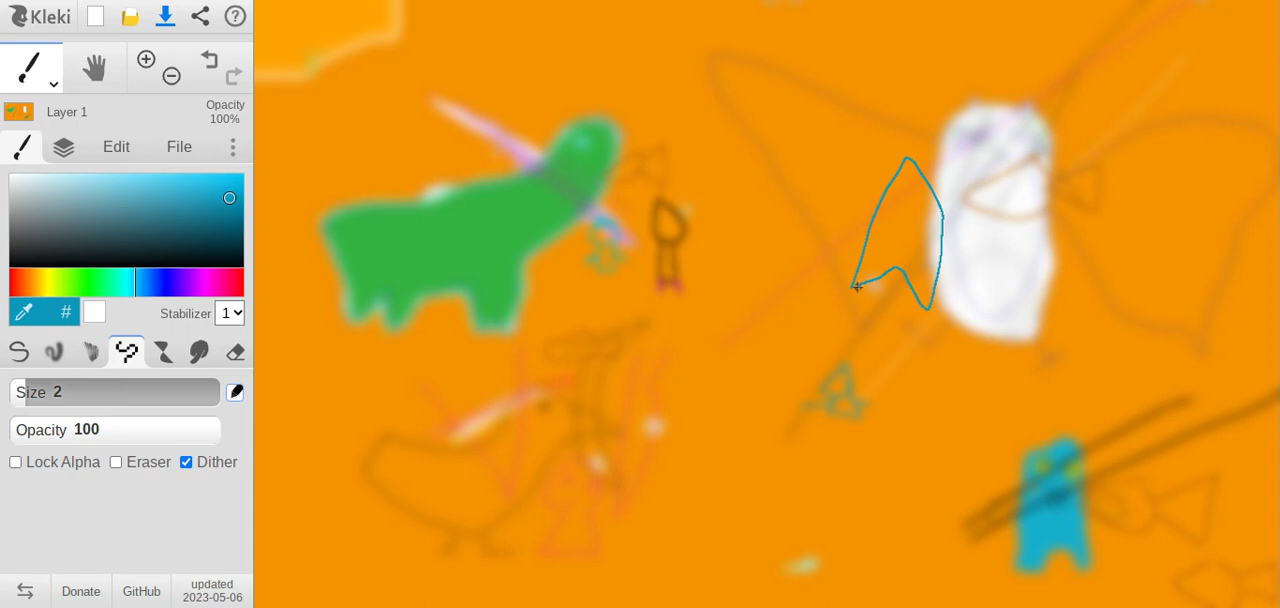 Kleki
Layer 1
Opacity
100%
Edit
File
#
Stabilizer 1
Size 2
Opacity 100
Lock Alpha
Eraser
Dither
Donate
GitHub
updated
2023-05-06